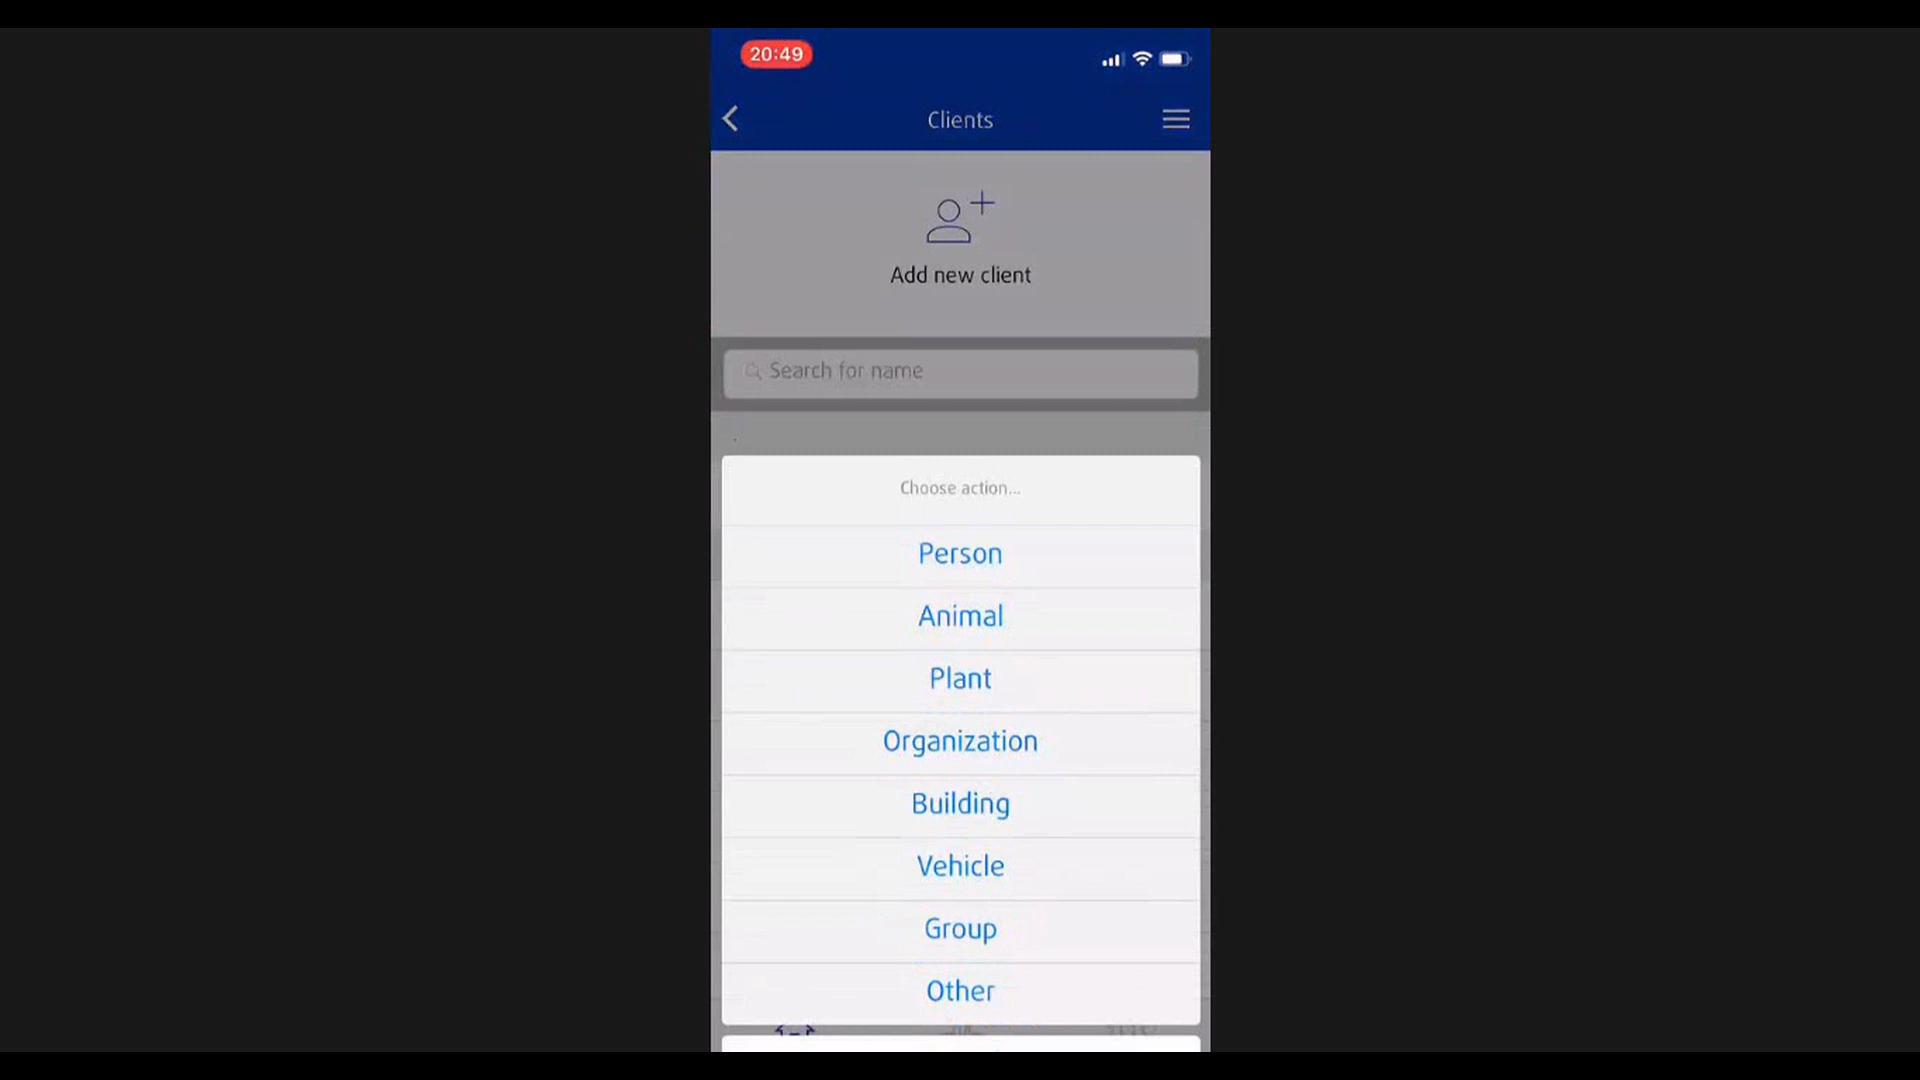 20:49
Clients
Add new client
Search for name
Choose action...
Person
Animal
Plant
Organization
Building
Vehicle
Group
Other